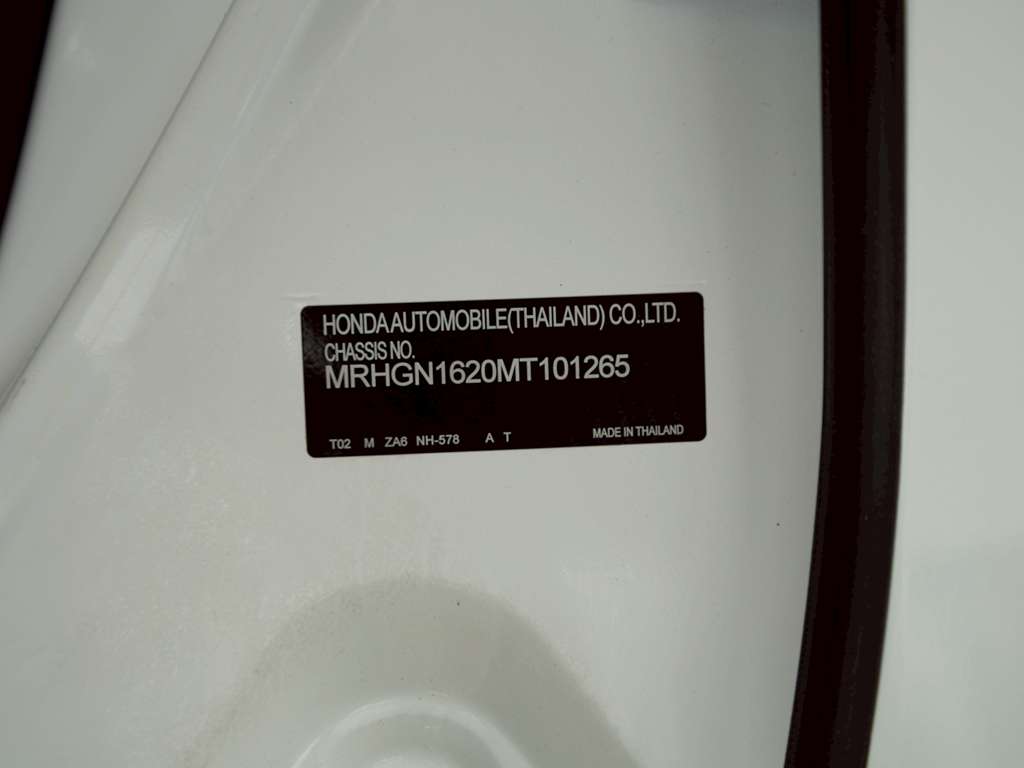 HONDA AUTOMOBILE(THAILAND) CO.,LTD.
CHASSIS NO.
MRHGN1620MT101265
T02 M ZA6 NH-578 A T MADE IN THAILAND